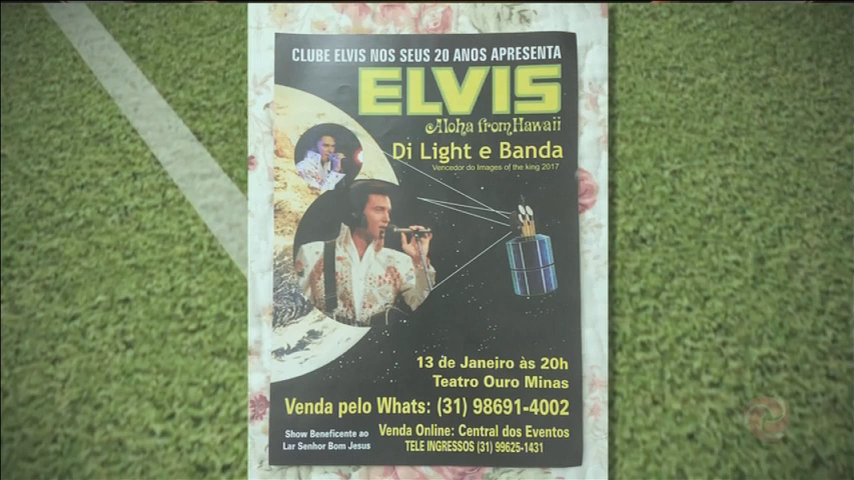 CLUBE ELVIS NOS SEUS 20 ANOS APRESENTA
ELVIS
Aloha from Hawaii
Di Light e Banda
Vencedor do Images of the king 2017
13 de Janeiro às 20h
Teatro Ouro Minas
Venda pelo Whats: (31) 98691-4002
Show Beneficente ao
Lar Senhor Bom Jesus
Venda Online: Central dos Eventos
TELE INGRESSOS (31) 99625-1431